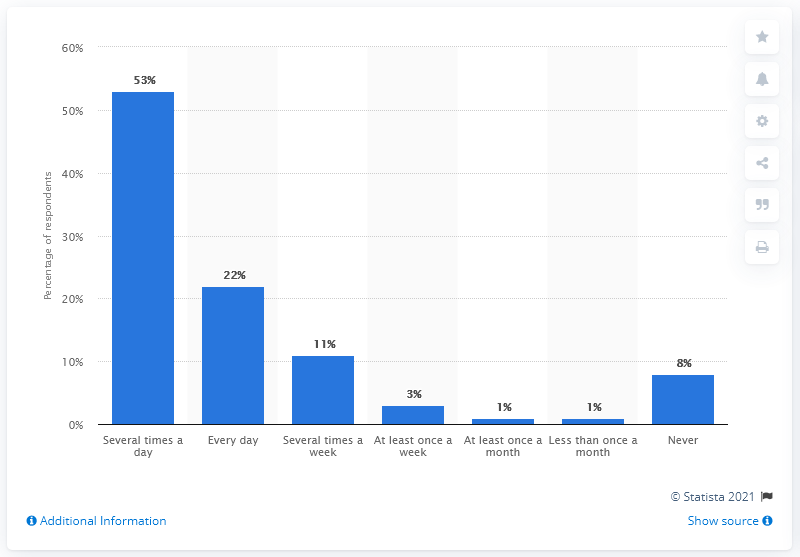 60%
53%
50%
40%
Percentage of respondents
30%
22%
20%
11%
10%
8%
3%
1%
1%
0%
Several times a day
Every day
Several times a week
At least once a week
At least once a month
Less than once a month
Never
© Statista 2021
Additional Information
Show source